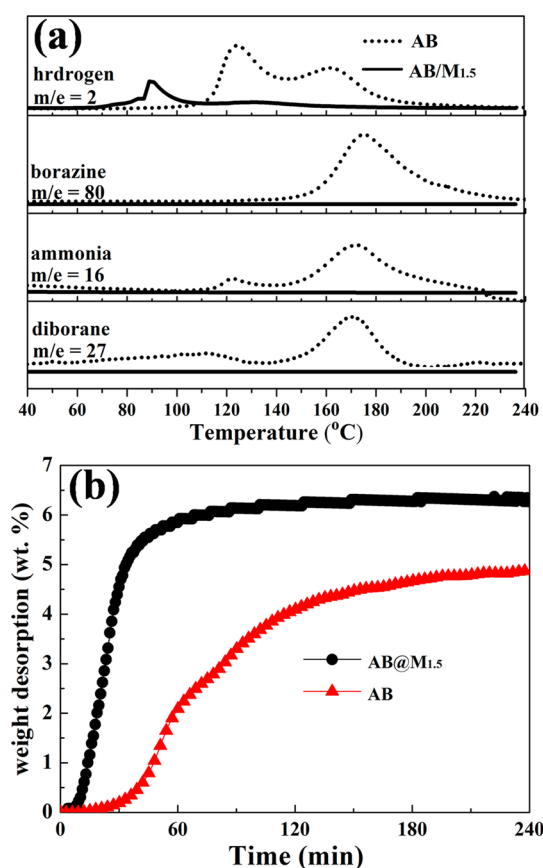 (a)
AB
AB/M1.5
hrdrogen
m/e = 2
borazine
m/e = 80
ammonia
m/e = 16
diborane
m/e = 27
40 60 80 100 120 140 160 180 200 220 240
Temperature (°C)
(b)
7
6
5
4
3
2
1
0
weight desorption (wt. %)
AB@M1.5
AB
0 60 120 180 240
Time (min)